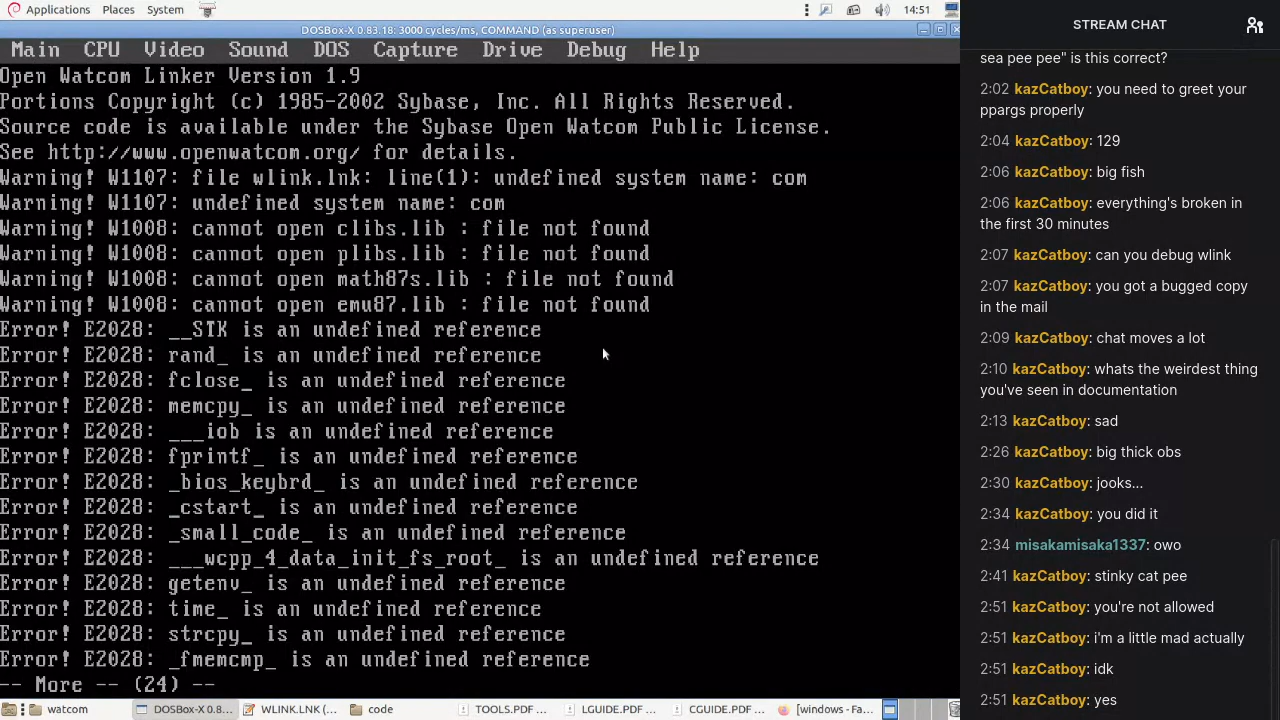 Applications Places System 14:51
DOSBox-X 0.83.18: 3000 cycles/ms, COMMAND (as superuser)
Main CPU Video Sound DOS Capture Drive Debug Help
Open Watcom Linker Version 1.9
Portions Copyright (c) 1985-2002 Sybase, Inc. All Rights Reserved.
Source code is available under the Sybase Open Watcom Public License.
See http://www.openwatcom.org/ for details.
Warning! W1107: file wlink.lnk: line(1): undefined system name: com
Warning! W1107: undefined system name: com
Warning! W1008: cannot open clibs.lib : file not found
Warning! W1008: cannot open plibs.lib : file not found
Warning! W1008: cannot open math87s.lib : file not found
Warning! W1008: cannot open emu87.lib : file not found
Error! E2028: __STK is an undefined reference
Error! E2028: rand_ is an undefined reference
Error! E2028: fclose_ is an undefined reference
Error! E2028: memcpy_ is an undefined reference
Error! E2028: ___iob is an undefined reference
Error! E2028: fprintf_ is an undefined reference
Error! E2028: _bios_keybrd_ is an undefined reference
Error! E2028: _cstart_ is an undefined reference
Error! E2028: _small_code_ is an undefined reference
Error! E2028: ___wcpp_4_data_init_fs_root_ is an undefined reference
Error! E2028: getenv_ is an undefined reference
Error! E2028: time_ is an undefined reference
Error! E2028: strcpy_ is an undefined reference
Error! E2028: _fmemcmp_ is an undefined reference
-- More -- (24) --
watcom DOSBox-X 0.8... WLINK.LNK (... code TOOLS.PDF ... LGUIDE.PDF ... CGUIDE.PDF ... [windows - Fa...
STREAM CHAT
sea pee pee" is this correct?
2:02 kazCatboy: you need to greet your
ppargs properly
2:04 kazCatboy: 129
2:06 kazCatboy: big fish
2:06 kazCatboy: everything's broken in
the first 30 minutes
2:07 kazCatboy: can you debug wlink
2:07 kazCatboy: you got a bugged copy
in the mail
2:09 kazCatboy: chat moves a lot
2:10 kazCatboy: whats the weirdest thing
you've seen in documentation
2:13 kazCatboy: sad
2:26 kazCatboy: big thick obs
2:30 kazCatboy: jooks...
2:34 kazCatboy: you did it
2:34 misakamisaka1337: owo
2:41 kazCatboy: stinky cat pee
2:51 kazCatboy: you're not allowed
2:51 kazCatboy: i'm a little mad actually
2:51 kazCatboy: idk
2:51 kazCatboy: yes